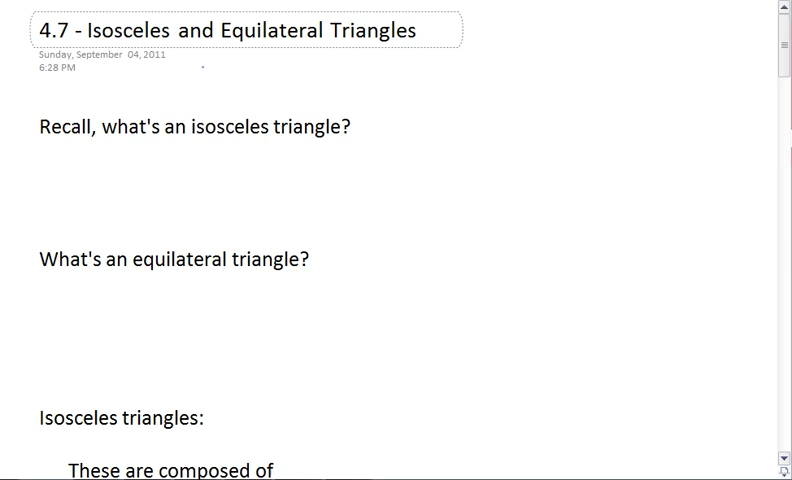 4.7 - Isosceles and Equilateral Triangles
Sunday, September 04, 2011
6:28 PM
Recall, what's an isosceles triangle?
What's an equilateral triangle?
Isosceles triangles:
These are composed of